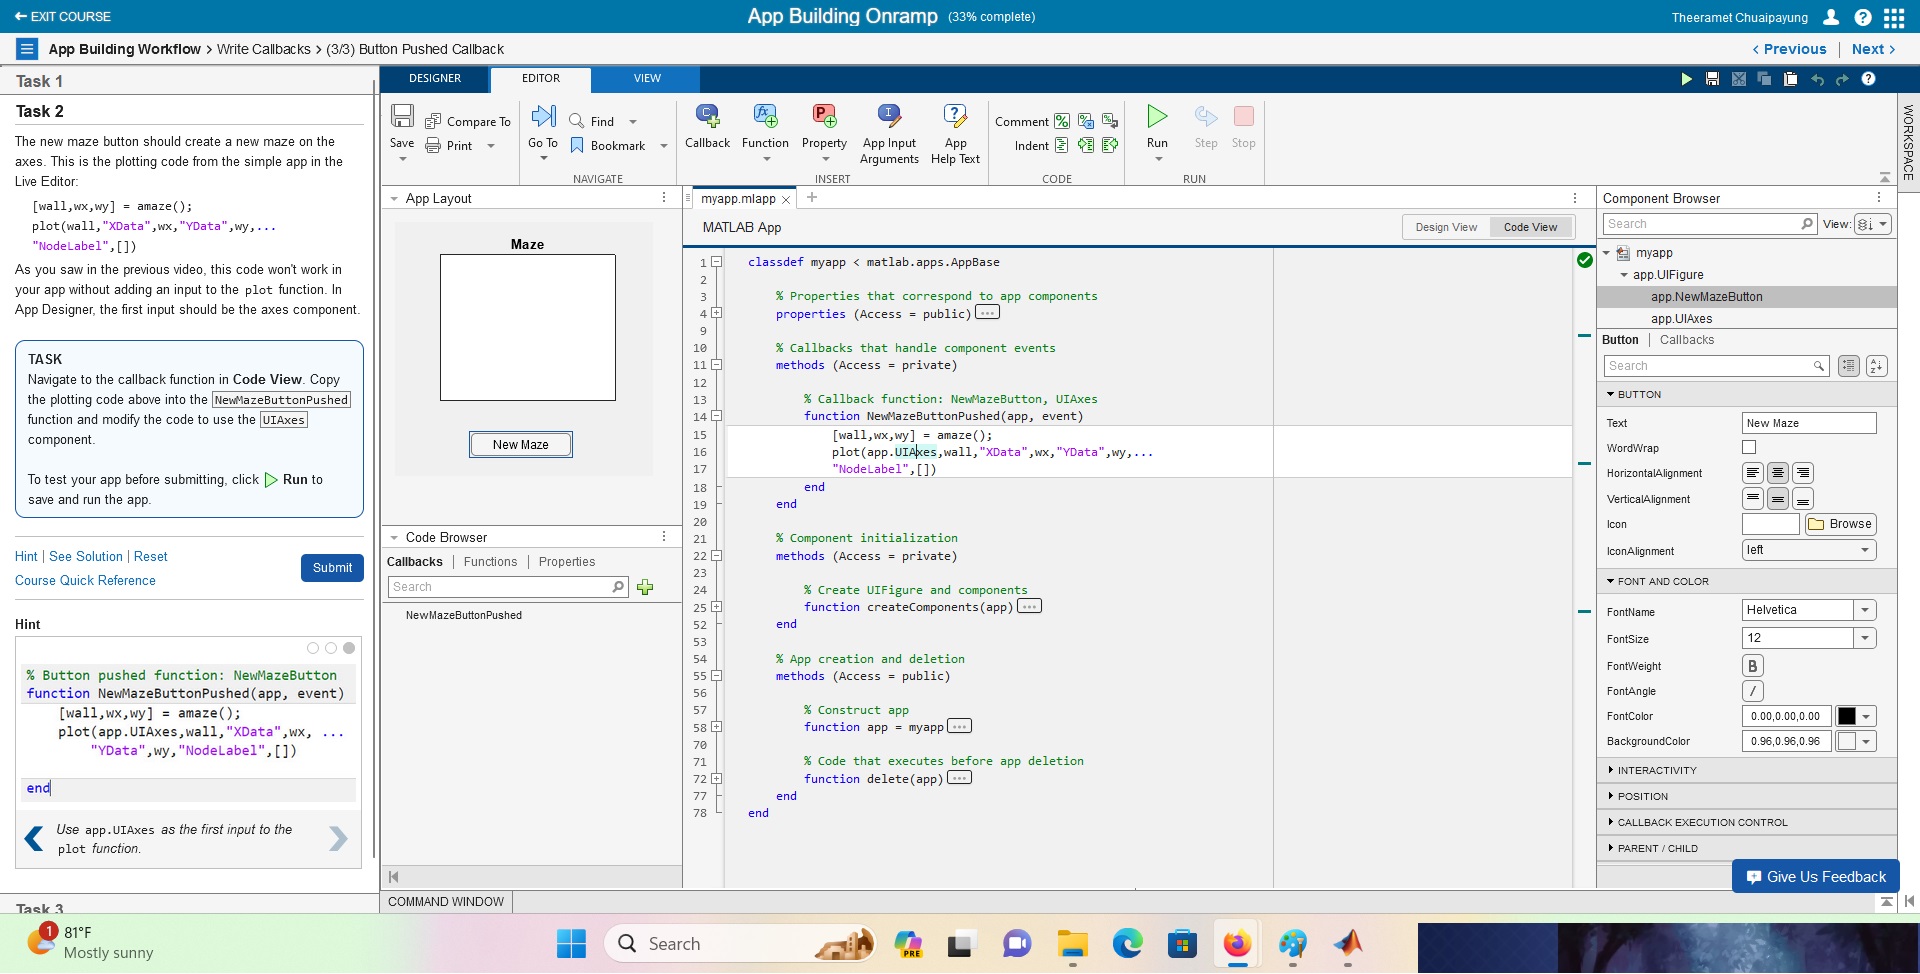 EXIT COURSE
App Building Onramp (33% complete)
Theeramet Chuaipayung
App Building Workflow > Write Callbacks > (3/3) Button Pushed Callback
< Previous | Next >
Task 1
Task 2
The new maze button should create a new maze on the
axes. This is the plotting code from the simple app in the
Live Editor:
[wall,wx,wy] = amaze();
plot(wall,"XData",wx,"YData",wy,...
"NodeLabel",[])
As you saw in the previous video, this code won't work in
your app without adding an input to the plot function. In
App Designer, the first input should be the axes component.
TASK
Navigate to the callback function in Code View. Copy
the plotting code above into the NewMazeButtonPushed
function and modify the code to use the UIAxes
component.
To test your app before submitting, click Run to
save and run the app.
Hint | See Solution | Reset
Course Quick Reference
Submit
Hint
% Button pushed function: NewMazeButton
function NewMazeButtonPushed(app, event)
[wall,wx,wy] = amaze();
plot(app.UIAxes,wall,"XData",wx, ...
"YData",wy,"NodeLabel",[])
end
Use app.UIAxes as the first input to the
plot function.
Task 3
DESIGNER
EDITOR
VIEW
Save
Compare To
Print
Go To
Find
Bookmark
NAVIGATE
Callback
Function
Property
App Input
Arguments
App
Help Text
INSERT
Comment
Indent
CODE
Run
Step
Stop
RUN
WORKSPACE
App Layout
Maze
New Maze
Code Browser
Callbacks | Functions | Properties
Search
NewMazeButtonPushed
myapp.mlapp
MATLAB App
Design View
Code View
1 classdef myapp < matlab.apps.AppBase
2
3 % Properties that correspond to app components
4 properties (Access = public) ...
9
10 % Callbacks that handle component events
11 methods (Access = private)
12
13 % Callback function: NewMazeButton, UIAxes
14 function NewMazeButtonPushed(app, event)
15 [wall,wx,wy] = amaze();
16 plot(app.UIAxes,wall,"XData",wx,"YData",wy,...
17 "NodeLabel",[])
18 end
19 end
20
21 % Component initialization
22 methods (Access = private)
23
24 % Create UIFigure and components
25 function createComponents(app) ...
52 end
53
54 % App creation and deletion
55 methods (Access = public)
56
57 % Construct app
58 function app = myapp ...
70
71 % Code that executes before app deletion
72 function delete(app) ...
77 end
78 end
COMMAND WINDOW
Component Browser
Search
View:
myapp
app.UIFigure
app.NewMazeButton
app.UIAxes
Button | Callbacks
Search
BUTTON
Text New Maze
WordWrap
HorizontalAlignment
VerticalAlignment
Icon Browse
IconAlignment left
FONT AND COLOR
FontName Helvetica
FontSize 12
FontWeight B
FontAngle I
FontColor 0.00,0.00,0.00
BackgroundColor 0.96,0.96,0.96
INTERACTIVITY
POSITION
CALLBACK EXECUTION CONTROL
PARENT / CHILD
Give Us Feedback
1
81°F
Mostly sunny
Search
PRE